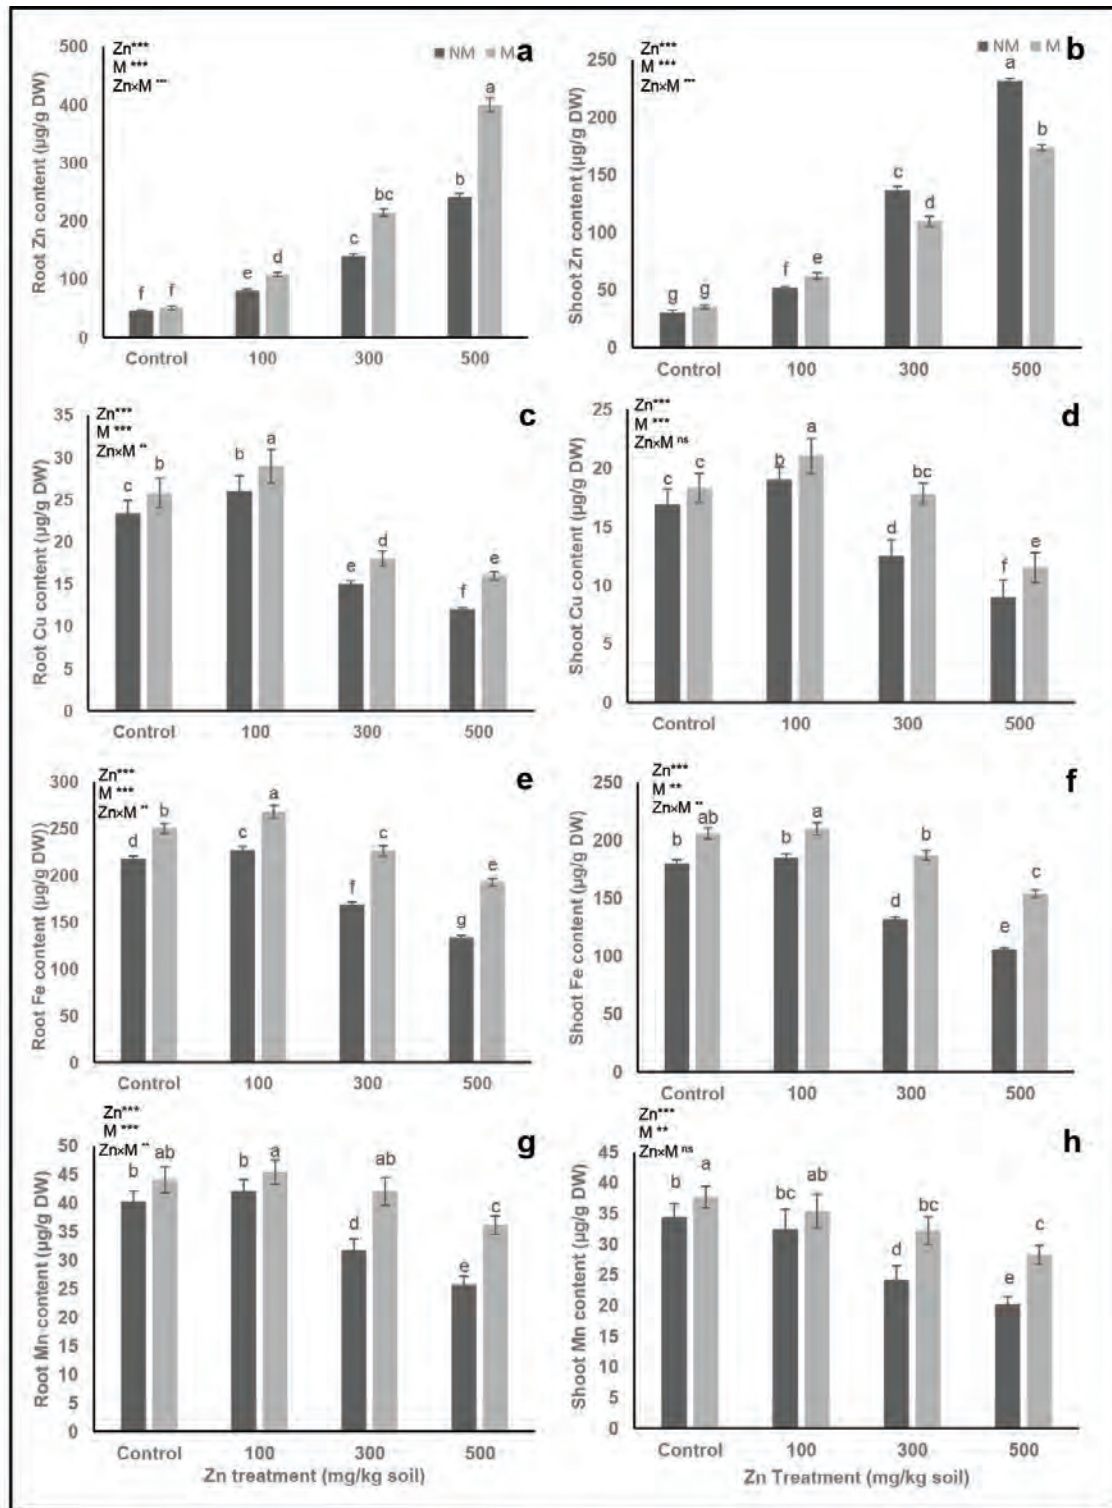 Zn***
M ***
Zn×M ***
NM M
a
Root Zn content (µg/g DW)
500
400
300
200
100
0
f f e d c bc b a
Control 100 300 500
Zn***
M ***
Zn×M ***
NM M
b
Shoot Zn content (µg/g DW)
250
200
150
100
50
0
g g f e c d a b
Control 100 300 500
Zn***
M ***
Zn×M **
c
Root Cu content (µg/g DW)
35
30
25
20
15
10
5
0
c b b a e d f e
Control 100 300 500
Zn***
M ***
Zn×M ns
d
Shoot Cu content (µg/g DW)
25
20
15
10
5
0
c c b a d bc f e
Control 100 300 500
Zn***
M ***
Zn×M **
e
Root Fe content (µg/g DW))
300
250
200
150
100
50
0
d b c a f c g e
Control 100 300 500
Zn***
M **
Zn×M **
f
Shoot Fe content (µg/g DW)
250
200
150
100
50
0
b ab b a d b e c
Control 100 300 500
Zn***
M ***
Zn×M **
g
Root Mn content (µg/g DW)
50
45
40
35
30
25
20
15
10
5
0
b ab b a d ab e c
Control 100 300 500
Zn treatment (mg/kg soil)
Zn***
M **
Zn×M ns
h
Shoot Mn content (µg/g DW)
45
40
35
30
25
20
15
10
5
0
b a bc ab d bc e c
Control 100 300 500
Zn Treatment (mg/kg soil)